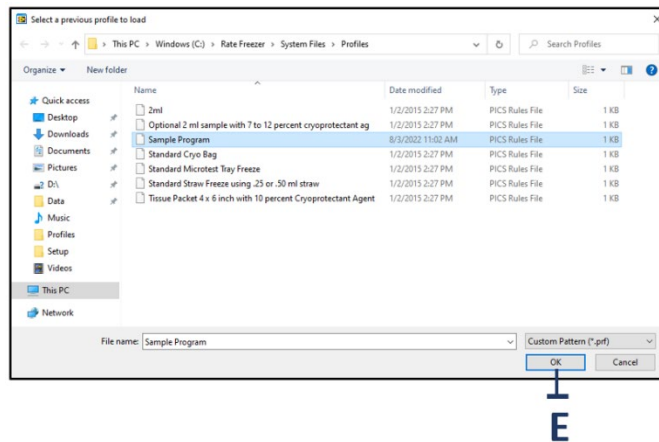 Select a previous profile to load
This PC > Windows (C:) > Rate Freezer > System Files > Profiles
Search Profiles
Organize New folder
Name Date modified Type Size
Quick access
Desktop
Downloads
Documents
Pictures
D:\
Data
Music
Profiles
Setup
Videos
This PC
Network
2ml 1/2/2015 2:27 PM PICS Rules File 1 KB
Optional 2 ml sample with 7 to 12 percent cryoprotectant ag 1/2/2015 2:27 PM PICS Rules File 1 KB
Sample Program 8/3/2022 11:02 AM PICS Rules File 1 KB
Standard Cryo Bag 1/2/2015 2:27 PM PICS Rules File 1 KB
Standard Microtest Tray Freeze 1/2/2015 2:27 PM PICS Rules File 1 KB
Standard Straw Freeze using .25 or .50 ml straw 1/2/2015 2:27 PM PICS Rules File 1 KB
Tissue Packet 4 x 6 inch with 10 percent Cryoprotectant Agent 1/2/2015 2:27 PM PICS Rules File 1 KB
File name: Sample Program Custom Pattern (*.prf)
OK Cancel
E